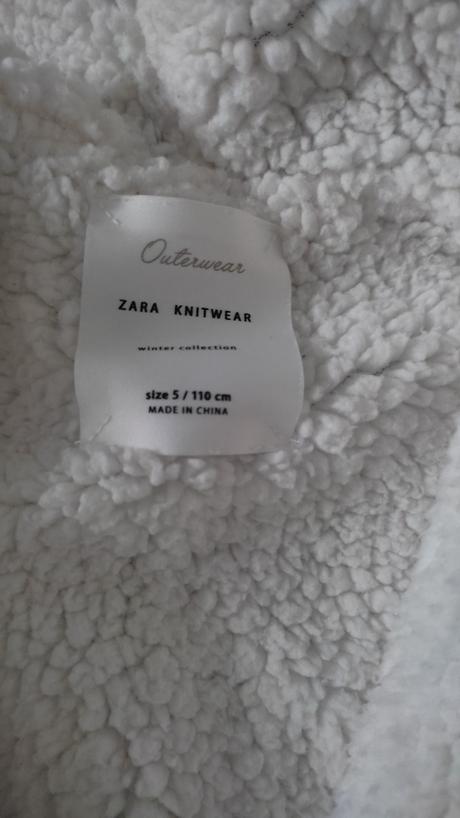 Outerwear
ZARA KNITWEAR
winter collection
size 5 / 110 cm
MADE IN CHINA